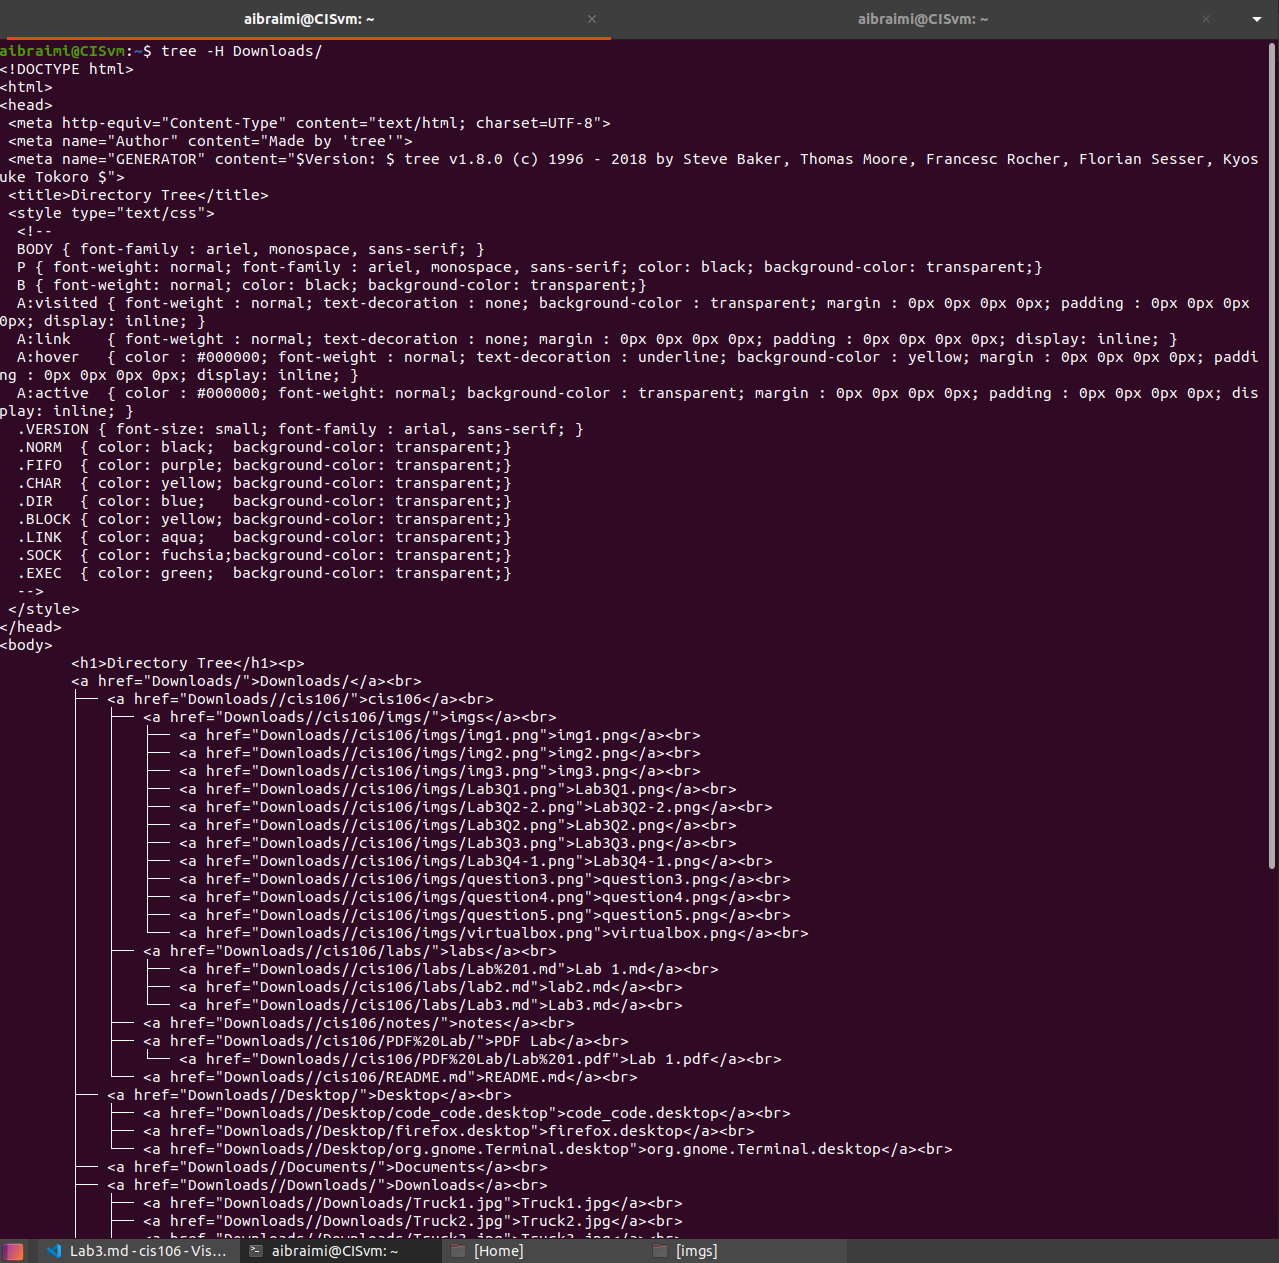 aibraimi@CISvm: ~ × aibraimi@CISvm: ~ ×
aibraimi@CISvm:~$ tree -H Downloads/
<!DOCTYPE html>
<html>
<head>
 <meta http-equiv="Content-Type" content="text/html; charset=UTF-8">
 <meta name="Author" content="Made by 'tree'">
 <meta name="GENERATOR" content="$Version: $ tree v1.8.0 (c) 1996 - 2018 by Steve Baker, Thomas Moore, Francesc Rocher, Florian Sesser, Kyos
uke Tokoro $">
 <title>Directory Tree</title>
 <style type="text/css">
  <!--
  BODY { font-family : ariel, monospace, sans-serif; }
  P { font-weight: normal; font-family : ariel, monospace, sans-serif; color: black; background-color: transparent;}
  B { font-weight: normal; color: black; background-color: transparent;}
  A:visited { font-weight : normal; text-decoration : none; background-color : transparent; margin : 0px 0px 0px 0px; padding : 0px 0px 0px
0px; display: inline; }
  A:link    { font-weight : normal; text-decoration : none; margin : 0px 0px 0px 0px; padding : 0px 0px 0px 0px; display: inline; }
  A:hover   { color : #000000; font-weight : normal; text-decoration : underline; background-color : yellow; margin : 0px 0px 0px 0px; paddi
ng : 0px 0px 0px 0px; display: inline; }
  A:active  { color : #000000; font-weight: normal; background-color : transparent; margin : 0px 0px 0px 0px; padding : 0px 0px 0px 0px; dis
play: inline; }
  .VERSION { font-size: small; font-family : arial, sans-serif; }
  .NORM  { color: black;  background-color: transparent;}
  .FIFO  { color: purple; background-color: transparent;}
  .CHAR  { color: yellow; background-color: transparent;}
  .DIR   { color: blue;   background-color: transparent;}
  .BLOCK { color: yellow; background-color: transparent;}
  .LINK  { color: aqua;   background-color: transparent;}
  .SOCK  { color: fuchsia;background-color: transparent;}
  .EXEC  { color: green;  background-color: transparent;}
  -->
 </style>
</head>
<body>
        <h1>Directory Tree</h1><p>
        <a href="Downloads/">Downloads/</a><br>
        ├── <a href="Downloads//cis106/">cis106</a><br>
        │   ├── <a href="Downloads//cis106/imgs/">imgs</a><br>
        │   │   ├── <a href="Downloads//cis106/imgs/img1.png">img1.png</a><br>
        │   │   ├── <a href="Downloads//cis106/imgs/img2.png">img2.png</a><br>
        │   │   ├── <a href="Downloads//cis106/imgs/img3.png">img3.png</a><br>
        │   │   ├── <a href="Downloads//cis106/imgs/Lab3Q1.png">Lab3Q1.png</a><br>
        │   │   ├── <a href="Downloads//cis106/imgs/Lab3Q2-2.png">Lab3Q2-2.png</a><br>
        │   │   ├── <a href="Downloads//cis106/imgs/Lab3Q2.png">Lab3Q2.png</a><br>
        │   │   ├── <a href="Downloads//cis106/imgs/Lab3Q3.png">Lab3Q3.png</a><br>
        │   │   ├── <a href="Downloads//cis106/imgs/Lab3Q4-1.png">Lab3Q4-1.png</a><br>
        │   │   ├── <a href="Downloads//cis106/imgs/question3.png">question3.png</a><br>
        │   │   ├── <a href="Downloads//cis106/imgs/question4.png">question4.png</a><br>
        │   │   ├── <a href="Downloads//cis106/imgs/question5.png">question5.png</a><br>
        │   │   └── <a href="Downloads//cis106/imgs/virtualbox.png">virtualbox.png</a><br>
        │   ├── <a href="Downloads//cis106/labs/">labs</a><br>
        │   │   ├── <a href="Downloads//cis106/labs/Lab%201.md">Lab 1.md</a><br>
        │   │   ├── <a href="Downloads//cis106/labs/lab2.md">lab2.md</a><br>
        │   │   └── <a href="Downloads//cis106/labs/Lab3.md">Lab3.md</a><br>
        │   ├── <a href="Downloads//cis106/notes/">notes</a><br>
        │   ├── <a href="Downloads//cis106/PDF%20Lab/">PDF Lab</a><br>
        │   │   └── <a href="Downloads//cis106/PDF%20Lab/Lab%201.pdf">Lab 1.pdf</a><br>
        │   └── <a href="Downloads//cis106/README.md">README.md</a><br>
        ├── <a href="Downloads//Desktop/">Desktop</a><br>
        │   ├── <a href="Downloads//Desktop/code_code.desktop">code_code.desktop</a><br>
        │   ├── <a href="Downloads//Desktop/firefox.desktop">firefox.desktop</a><br>
        │   └── <a href="Downloads//Desktop/org.gnome.Terminal.desktop">org.gnome.Terminal.desktop</a><br>
        ├── <a href="Downloads//Documents/">Documents</a><br>
        ├── <a href="Downloads//Downloads/">Downloads</a><br>
        │   ├── <a href="Downloads//Downloads/Truck1.jpg">Truck1.jpg</a><br>
        │   ├── <a href="Downloads//Downloads/Truck2.jpg">Truck2.jpg</a><br>
        │   ├── <a href="Downloads//Downloads/Truck3.jpg">Truck3.jpg</a><br>
Lab3.md - cis106 - Vis... aibraimi@CISvm: ~ [Home] [imgs]